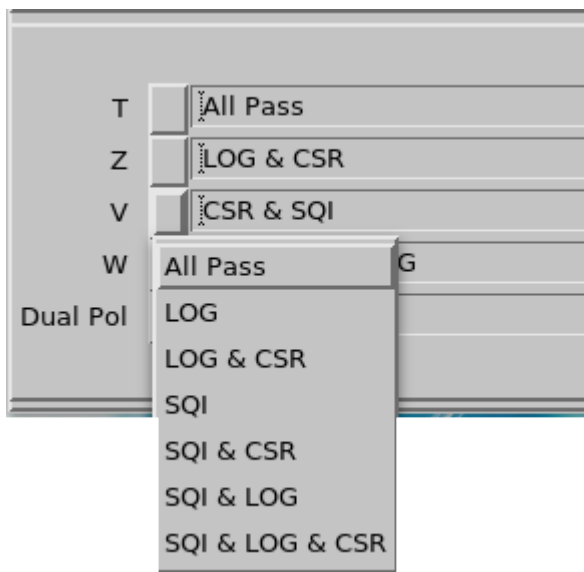 T All Pass
Z LOG & CSR
V CSR & SQI
W G
All Pass
Dual Pol
LOG
LOG & CSR
SQI
SQI & CSR
SQI & LOG
SQI & LOG & CSR